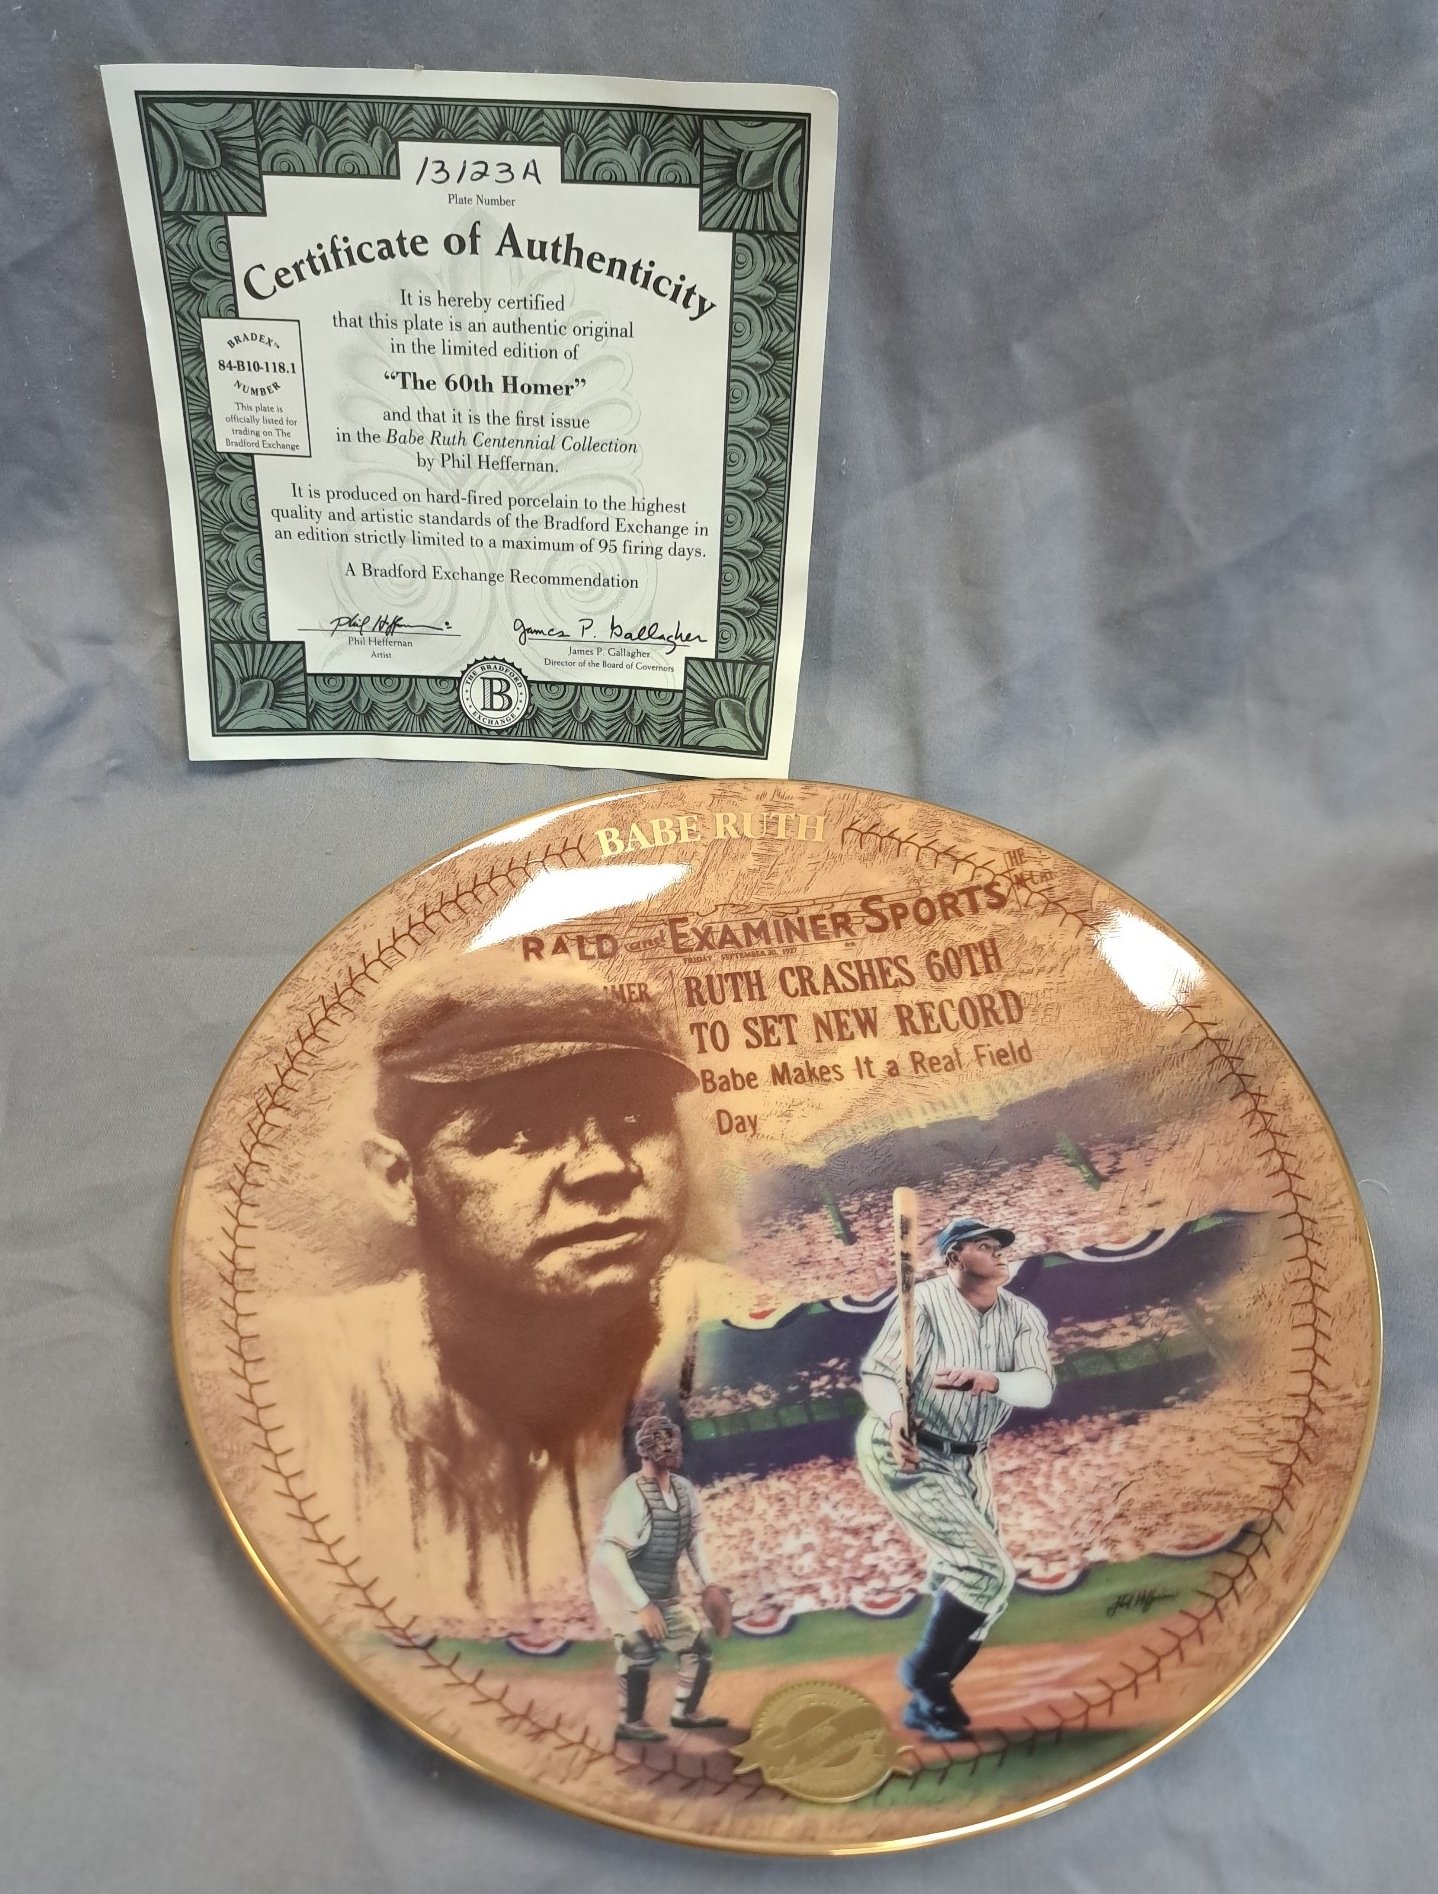 13123A
Plate Number
Certificate of Authenticity
It is hereby certified
that this plate is an authentic original
in the limited edition of
“The 60th Homer”
and that it is the first issue
in the Babe Ruth Centennial Collection
by Phil Heffernan.
It is produced on hard-fired porcelain to the highest
quality and artistic standards of the Bradford Exchange in
an edition strictly limited to a maximum of 95 firing days.
A Bradford Exchange Recommendation
BRADEX™
84-B10-118.1
NUMBER
This plate is
officially listed for
trading on The
Bradford Exchange
Phil Heffernan
Artist
James P. Gallagher
James P. Gallagher
Director of the Board of Governors
THE BRADFORD
B
EXCHANGE
BABE RUTH
RALD and EXAMINER SPORTS
FRIDAY SEPTEMBER 30, 1927
RUTH CRASHES 60TH
TO SET NEW RECORD
Babe Makes It a Real Field
Day